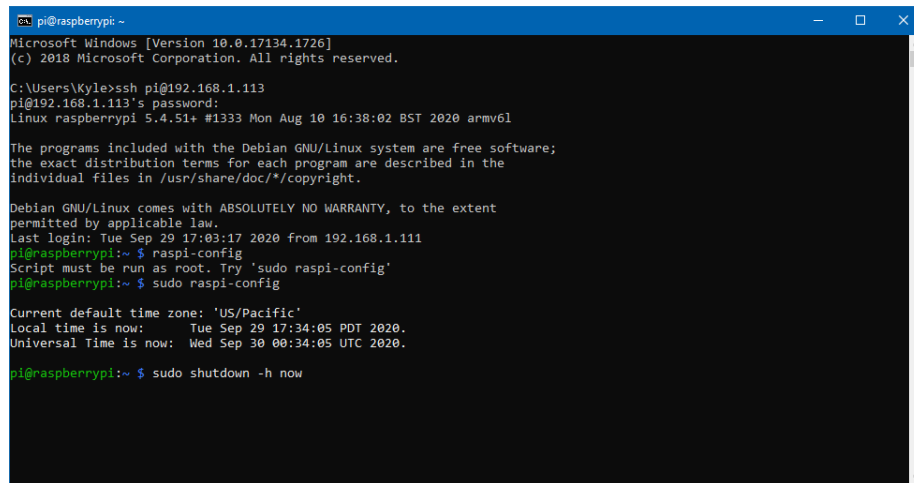 pi@raspberrypi: ~
Microsoft Windows [Version 10.0.17134.1726]
(c) 2018 Microsoft Corporation. All rights reserved.
C:\Users\Kyle>ssh pi@192.168.1.113
pi@192.168.1.113's password:
Linux raspberrypi 5.4.51+ #1333 Mon Aug 10 16:38:02 BST 2020 armv6l
The programs included with the Debian GNU/Linux system are free software;
the exact distribution terms for each program are described in the
individual files in /usr/share/doc/*/copyright.
Debian GNU/Linux comes with ABSOLUTELY NO WARRANTY, to the extent
permitted by applicable law.
Last login: Tue Sep 29 17:03:17 2020 from 192.168.1.111
pi@raspberrypi:~ $ raspi-config
Script must be run as root. Try 'sudo raspi-config'
pi@raspberrypi:~ $ sudo raspi-config
Current default time zone: 'US/Pacific'
Local time is now:      Tue Sep 29 17:34:05 PDT 2020.
Universal Time is now:  Wed Sep 30 00:34:05 UTC 2020.
pi@raspberrypi:~ $ sudo shutdown -h now